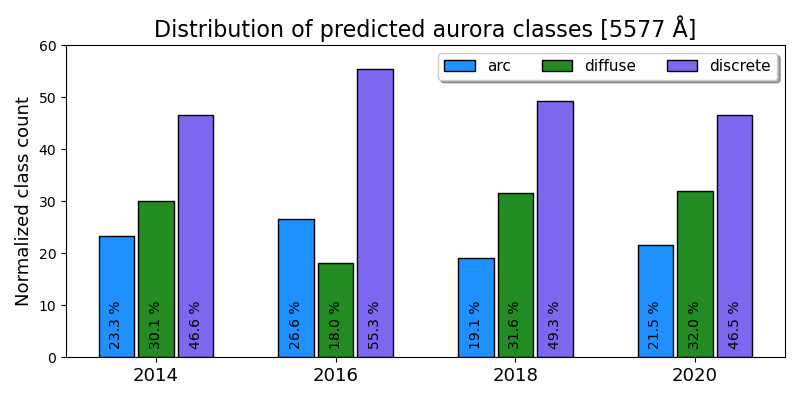 Distribution of predicted aurora classes [5577 Å]
Normalized class count
60
50
40
30
20
10
0
arc diffuse discrete
23.3 % 30.1 % 46.6 % 26.6 % 18.0 % 55.3 % 19.1 % 31.6 % 49.3 % 21.5 % 32.0 % 46.5 %
2014 2016 2018 2020